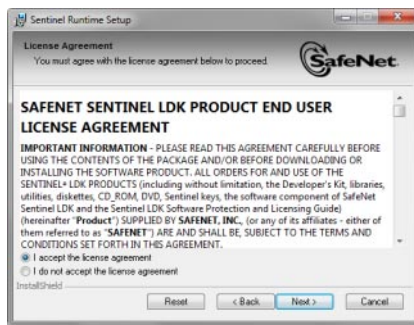 Sentinel Runtime Setup
License Agreement
You must agree with the license agreement below to proceed.
SafeNet.
SAFENET SENTINEL LDK PRODUCT END USER
LICENSE AGREEMENT
IMPORTANT INFORMATION - PLEASE READ THIS AGREEMENT CAREFULLY BEFORE
USING THE CONTENTS OF THE PACKAGE AND/OR BEFORE DOWNLOADING OR
INSTALLING THE SOFTWARE PRODUCT. ALL ORDERS FOR AND USE OF THE
SENTINEL® LDK PRODUCTS (including without limitation, the Developer's Kit, libraries,
utilities, diskettes, CD_ROM, DVD, Sentinel keys, the software component of SafeNet
Sentinel LDK and the Sentinel LDK Software Protection and Licensing Guide)
(hereinafter "Product") SUPPLIED BY SAFENET, INC, (or any of its affiliates - either of
them referred to as "SAFENET") ARE AND SHALL BE, SUBJECT TO THE TERMS AND
CONDITIONS SET FORTH IN THIS AGREEMENT.
I accept the license agreement
I do not accept the license agreement
InstallShield
Reset < Back Next > Cancel